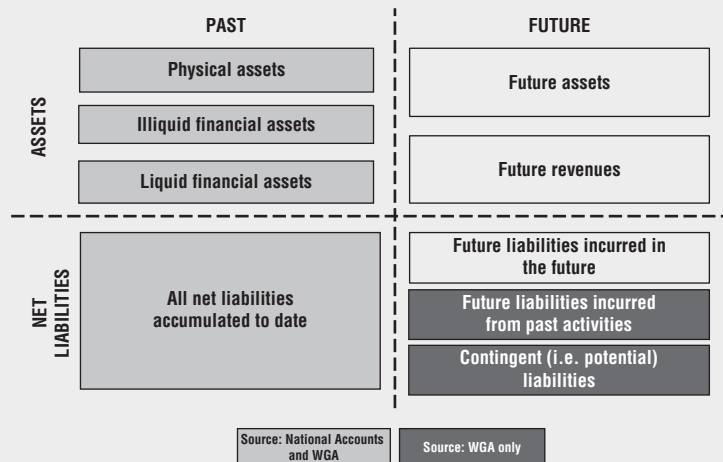 PAST
FUTURE
ASSETS
Physical assets
Illiquid financial assets
Liquid financial assets
Future assets
Future revenues
NET
LIABILITIES
All net liabilities
accumulated to date
Future liabilities incurred in
the future
Future liabilities incurred
from past activities
Contingent (i.e. potential)
liabilities
Source: National Accounts
and WGA
Source: WGA only